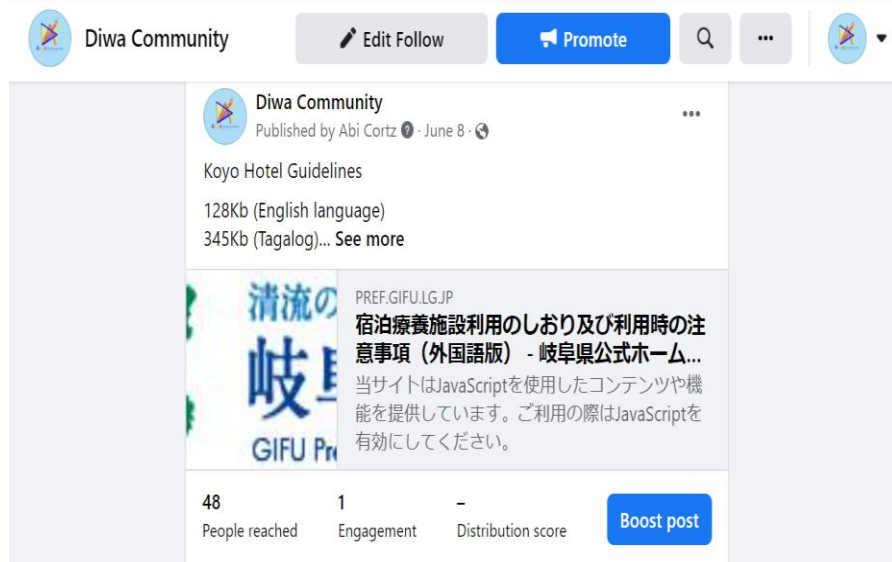 Diwa Community
Edit Follow
Promote
Diwa Community
Published by Abi Cortz · June 8 ·
Koyo Hotel Guidelines
128Kb (English language)
345Kb (Tagalog)... See more
清流の
岐阜
GIFU Pre
PREF.GIFU.LG.JP
宿泊療養施設利用のしおり及び利用時の注
意事項（外国語版） - 岐阜県公式ホーム...
当サイトはJavaScriptを使用したコンテンツや機
能を提供しています。ご利用の際はJavaScriptを
有効にしてください。
48
People reached
1
Engagement
–
Distribution score
Boost post